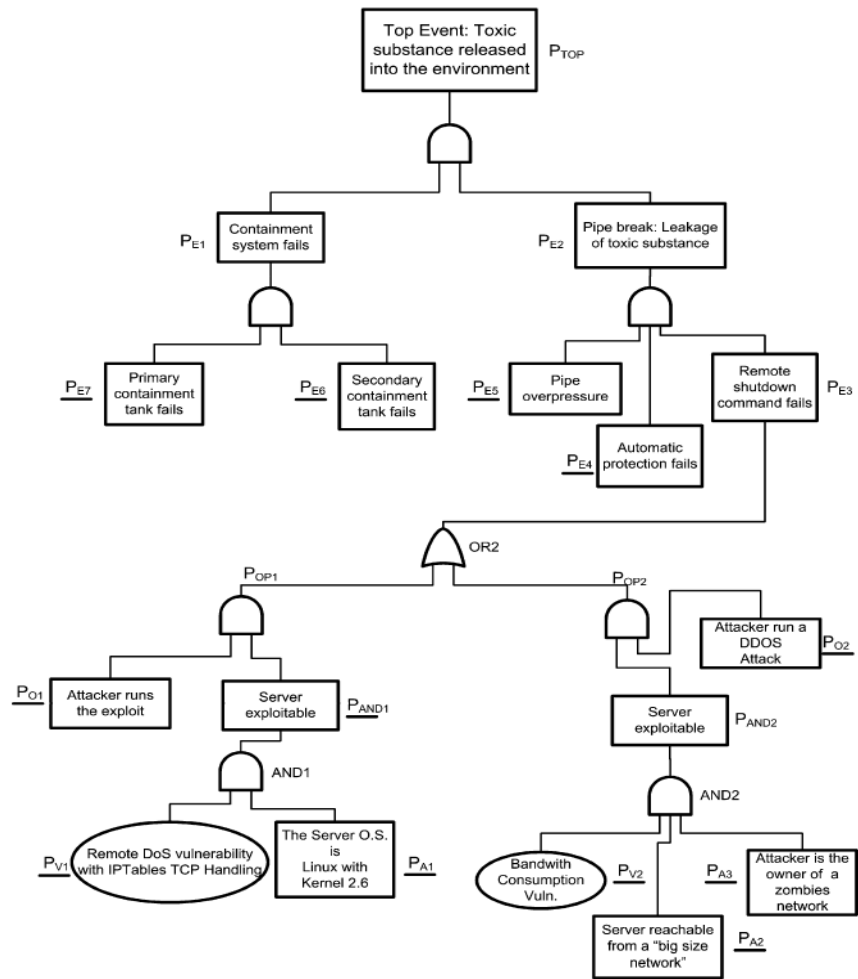 Top Event: Toxic
substance released
into the environment
PTOP
Containment
system fails
PE1
Pipe break: Leakage
of toxic substance
PE2
Primary
containment
tank fails
PE7
Secondary
containment
tank fails
PE6
Pipe
overpressure
PE5
Remote
shutdown
command fails
PE3
Automatic
protection fails
PE4
OR2
POP1
POP2
Attacker runs
the exploit
PO1
Server
exploitable
PAND1
Attacker run a
DDOS
Attack
PO2
Server
exploitable
PAND2
AND1
AND2
Remote DoS vulnerability
with IPTables TCP Handling
PV1
The Server O.S.
is
Linux with
Kernel 2.6
PA1
Bandwith
Consumption
Vuln.
PV2
Attacker is the
owner of a
zombies
network
PA3
Server reachable
from a "big size
network"
PA2